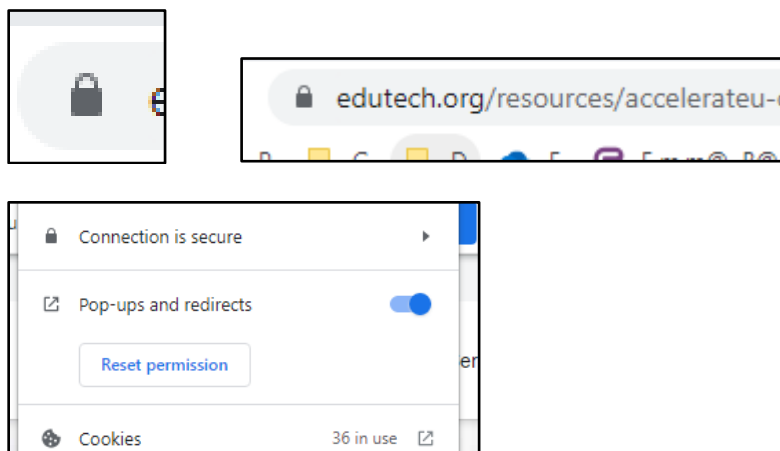 edutech.org/resources/accelerateu-
Connection is secure
Pop-ups and redirects
Reset permission
Cookies 36 in use